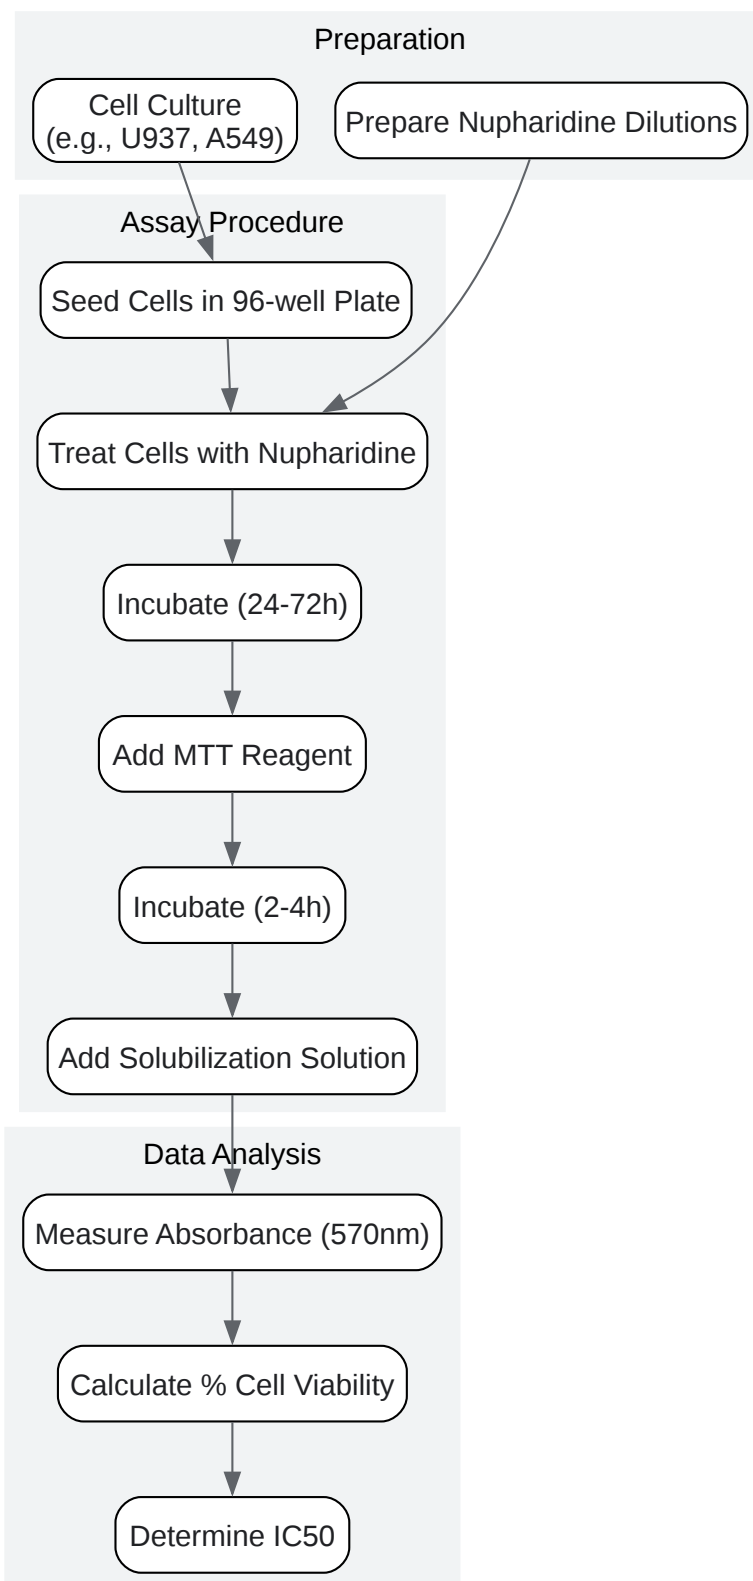 Preparation
Cell Culture
(e.g., U937, A549)
Prepare Nupharidine Dilutions
Assay Procedure
Seed Cells in 96-well Plate
Treat Cells with Nupharidine
Incubate (24-72h)
Add MTT Reagent
Incubate (2-4h)
Add Solubilization Solution
Data Analysis
Measure Absorbance (570nm)
Calculate % Cell Viability
Determine IC50